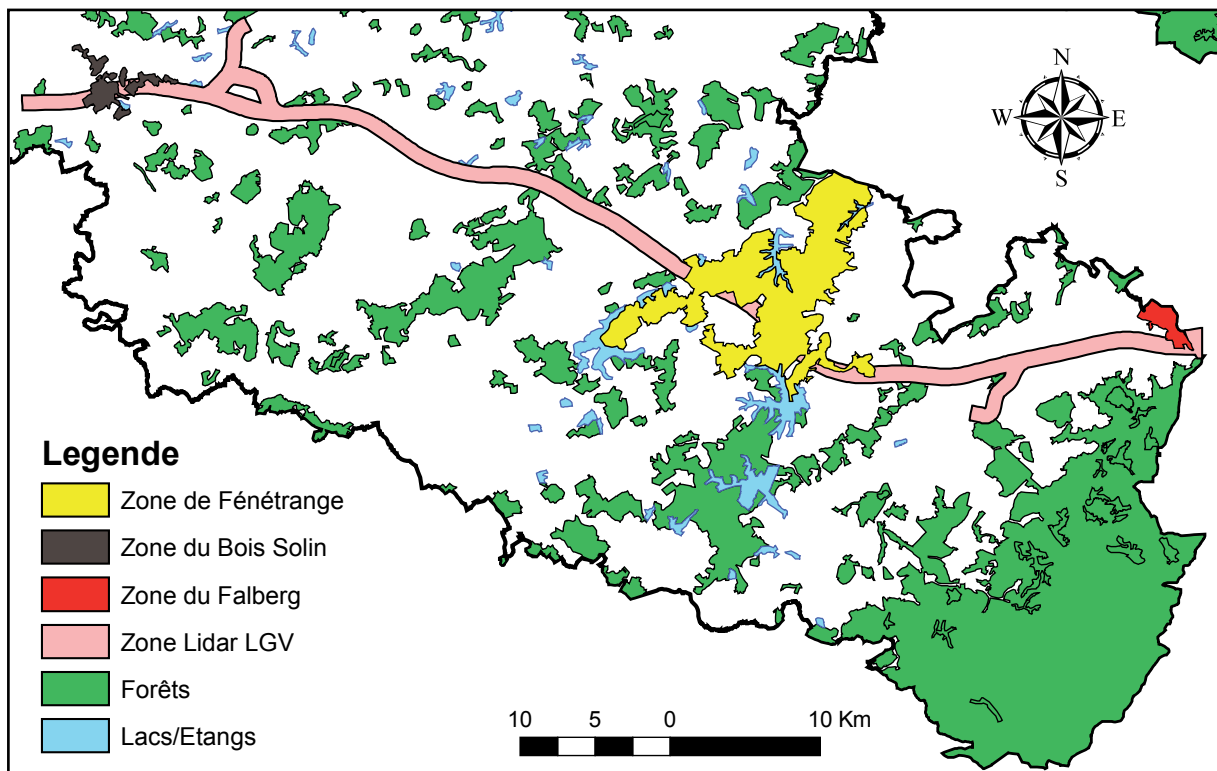 N
W E
S
Legende
Zone de Fénétrange
Zone du Bois Solin
Zone du Falberg
Zone Lidar LGV
Forêts
Lacs/Etangs
10 5 0 10 Km